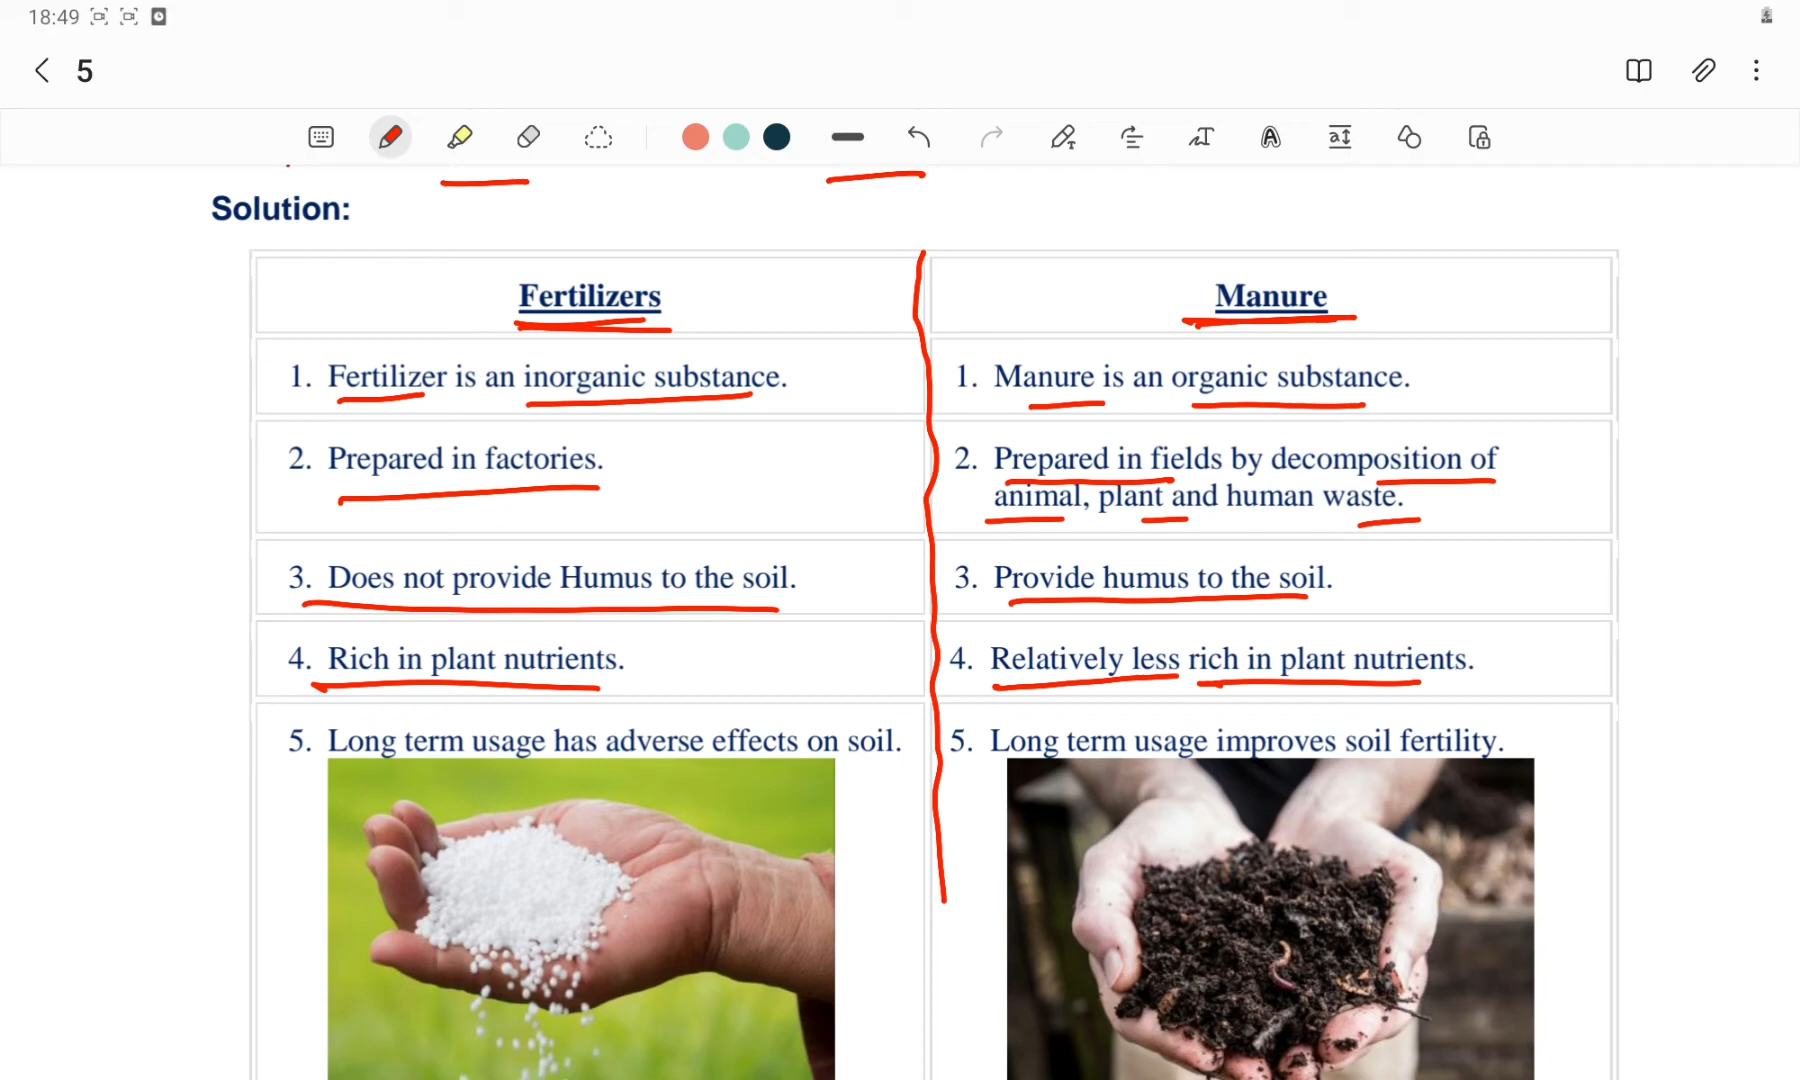 18:49
5
Solution:
Fertilizers
Manure
1. Fertilizer is an inorganic substance.
1. Manure is an organic substance.
2. Prepared in factories.
2. Prepared in fields by decomposition of
animal, plant and human waste.
3. Does not provide Humus to the soil.
3. Provide humus to the soil.
4. Rich in plant nutrients.
4. Relatively less rich in plant nutrients.
5. Long term usage has adverse effects on soil.
5. Long term usage improves soil fertility.